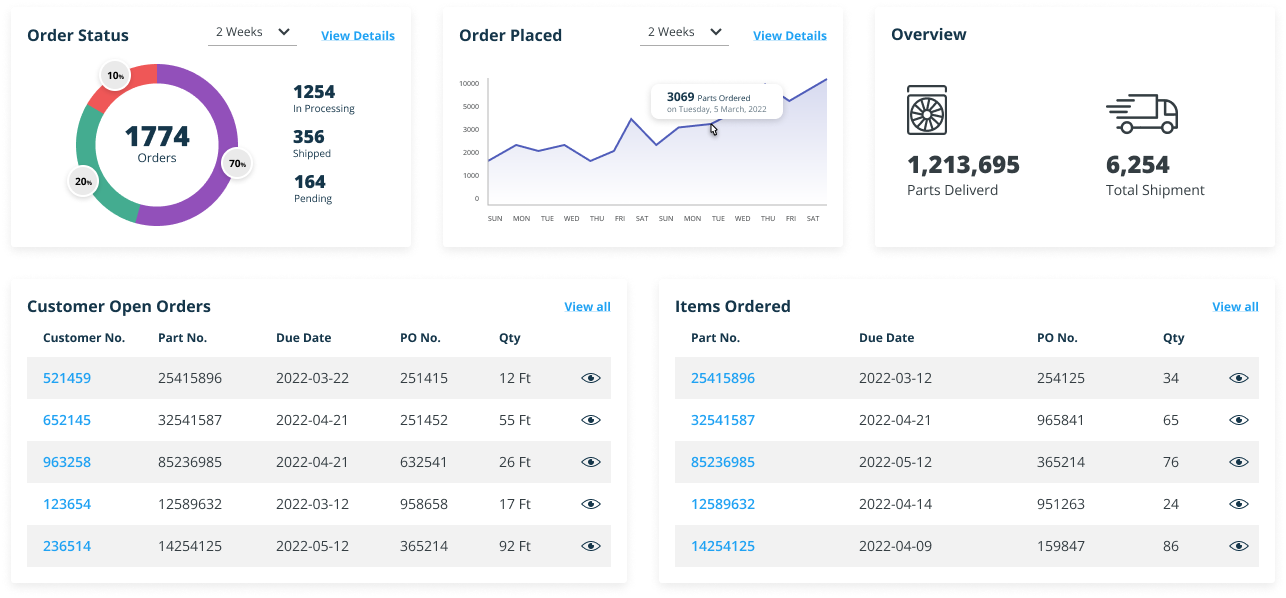 Order Status
2 Weeks
View Details
10%
1774
Orders
70%
20%
1254
In Processing
356
Shipped
164
Pending
Order Placed
2 Weeks
View Details
10000
5000
3000
2000
1000
0
3069 Parts Ordered
on Tuesday, 5 March, 2022
SUN MON TUE WED THU FRI SAT SUN MON TUE WED THU FRI SAT
Overview
1,213,695
Parts Deliverd
6,254
Total Shipment
Customer Open Orders
View all
Customer No. Part No. Due Date PO No. Qty
521459 25415896 2022-03-22 251415 12 Ft
652145 32541587 2022-04-21 251452 55 Ft
963258 85236985 2022-04-21 632541 26 Ft
123654 12589632 2022-03-12 958658 17 Ft
236514 14254125 2022-05-12 365214 92 Ft
Items Ordered
View all
Part No. Due Date PO No. Qty
25415896 2022-03-12 254125 34
32541587 2022-04-21 965841 65
85236985 2022-05-12 365214 76
12589632 2022-04-14 951263 24
14254125 2022-04-09 159847 86